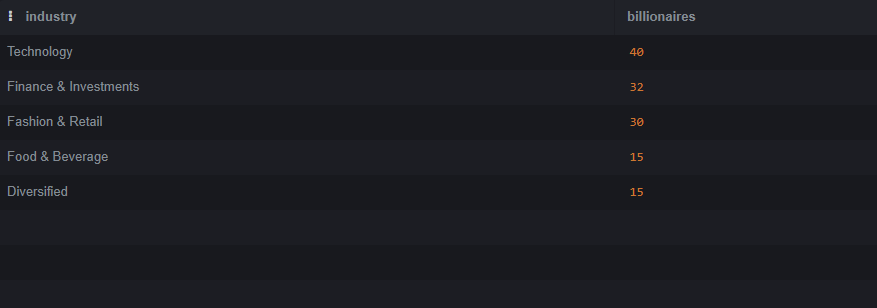 industry billionaires
Technology 40
Finance & Investments 32
Fashion & Retail 30
Food & Beverage 15
Diversified 15